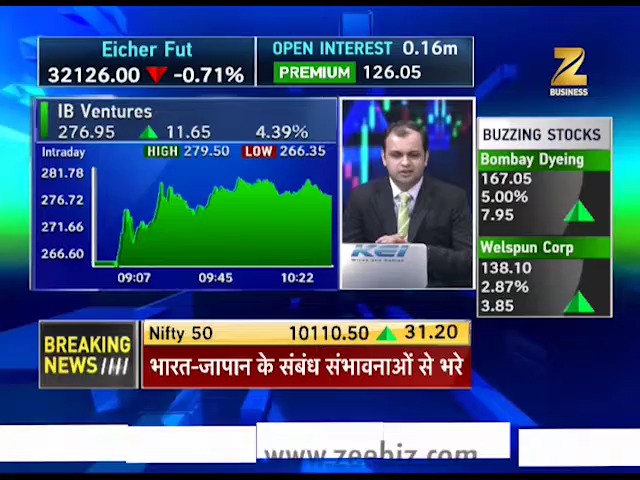 Eicher Fut
32126.00 -0.71%
OPEN INTEREST 0.16m
PREMIUM 126.05
Z
BUSINESS
IB Ventures
276.95 11.65 4.39%
Intraday HIGH 279.50 LOW 266.35
281.78
276.72
271.66
266.60
09:07 09:45 10:22
KEI
BUZZING STOCKS
Bombay Dyeing
167.05
5.00%
7.95
Welspun Corp
138.10
2.87%
3.85
BREAKING
NEWS ////
Nifty 50 10110.50 31.20
भारत-जापान के संबंध संभावनाओं से भरे
www.zeebiz.com